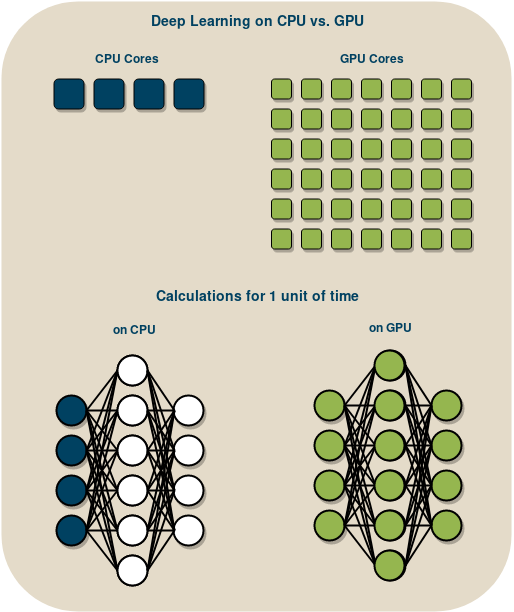 Deep Learning on CPU vs. GPU
CPU Cores
GPU Cores
Calculations for 1 unit of time
on CPU
on GPU